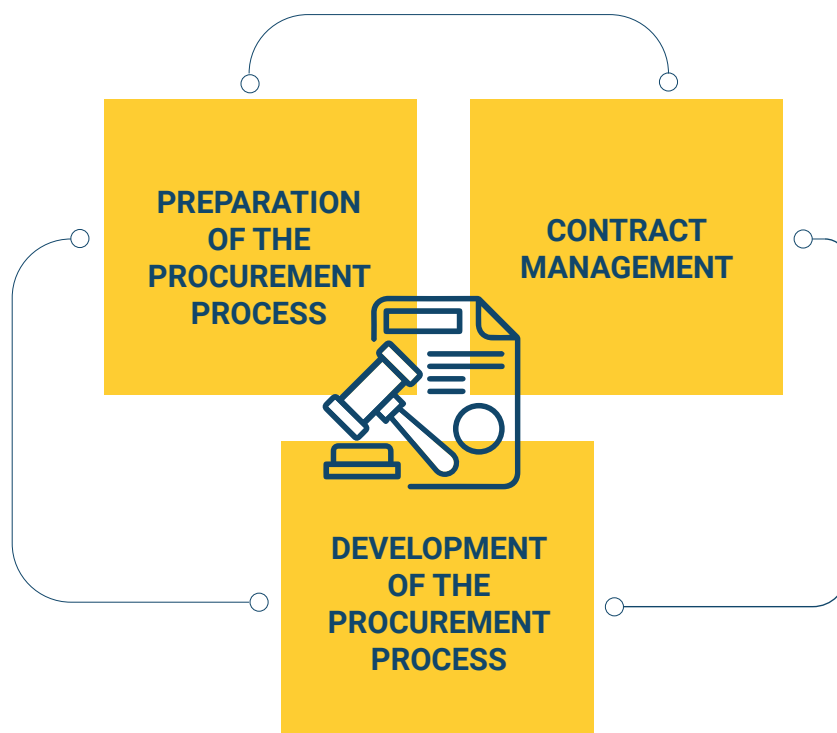 PREPARATION
OF THE
PROCUREMENT
PROCESS
CONTRACT
MANAGEMENT
DEVELOPMENT
OF THE
PROCUREMENT
PROCESS